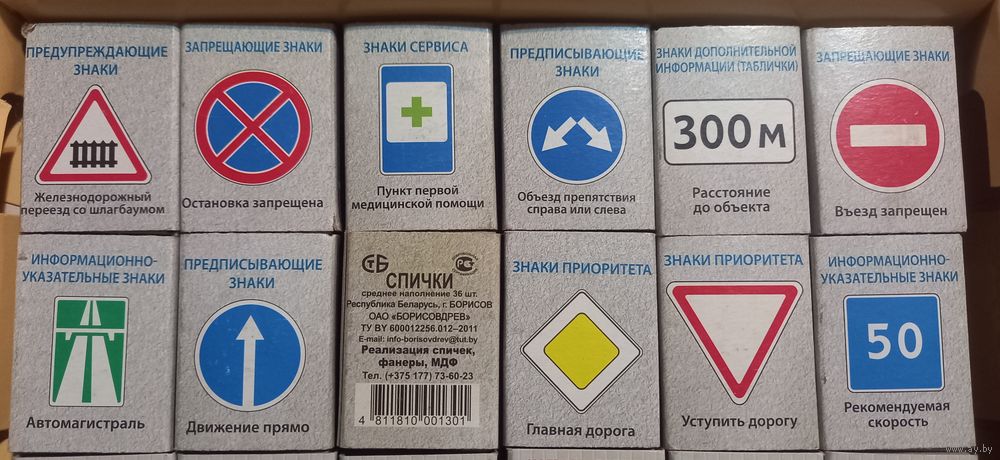 ПРЕДУПРЕЖДАЮЩИЕ
ЗНАКИ
Железнодорожный
переезд со шлагбаумом
ЗАПРЕЩАЮЩИЕ ЗНАКИ
Остановка запрещена
ЗНАКИ СЕРВИСА
Пункт первой
медицинской помощи
ПРЕДПИСЫВАЮЩИЕ
ЗНАКИ
Объезд препятствия
справа или слева
ЗНАКИ ДОПОЛНИТЕЛЬНОЙ
ИНФОРМАЦИИ (ТАБЛИЧКИ)
300 м
Расстояние
до объекта
ЗАПРЕЩАЮЩИЕ ЗНАКИ
Въезд запрещен
ИНФОРМАЦИОННО-
УКАЗАТЕЛЬНЫЕ ЗНАКИ
Автомагистраль
ПРЕДПИСЫВАЮЩИЕ
ЗНАКИ
Движение прямо
СПИЧКИ
среднее наполнение 36 шт.
Республика Беларусь, г. БОРИСОВ
ОАО «БОРИСОВДРЕВ»
ТУ BY 600012256.012–2011
E-mail: info-borisovdrev@tut.by
Реализация спичек,
фанеры, МДФ
Тел. (+375 177) 73-60-23
4 811810 001301
ЗНАКИ ПРИОРИТЕТА
Главная дорога
ЗНАКИ ПРИОРИТЕТА
Уступить дорогу
ИНФОРМАЦИОННО-
УКАЗАТЕЛЬНЫЕ ЗНАКИ
50
Рекомендуемая
скорость
www.ay.by